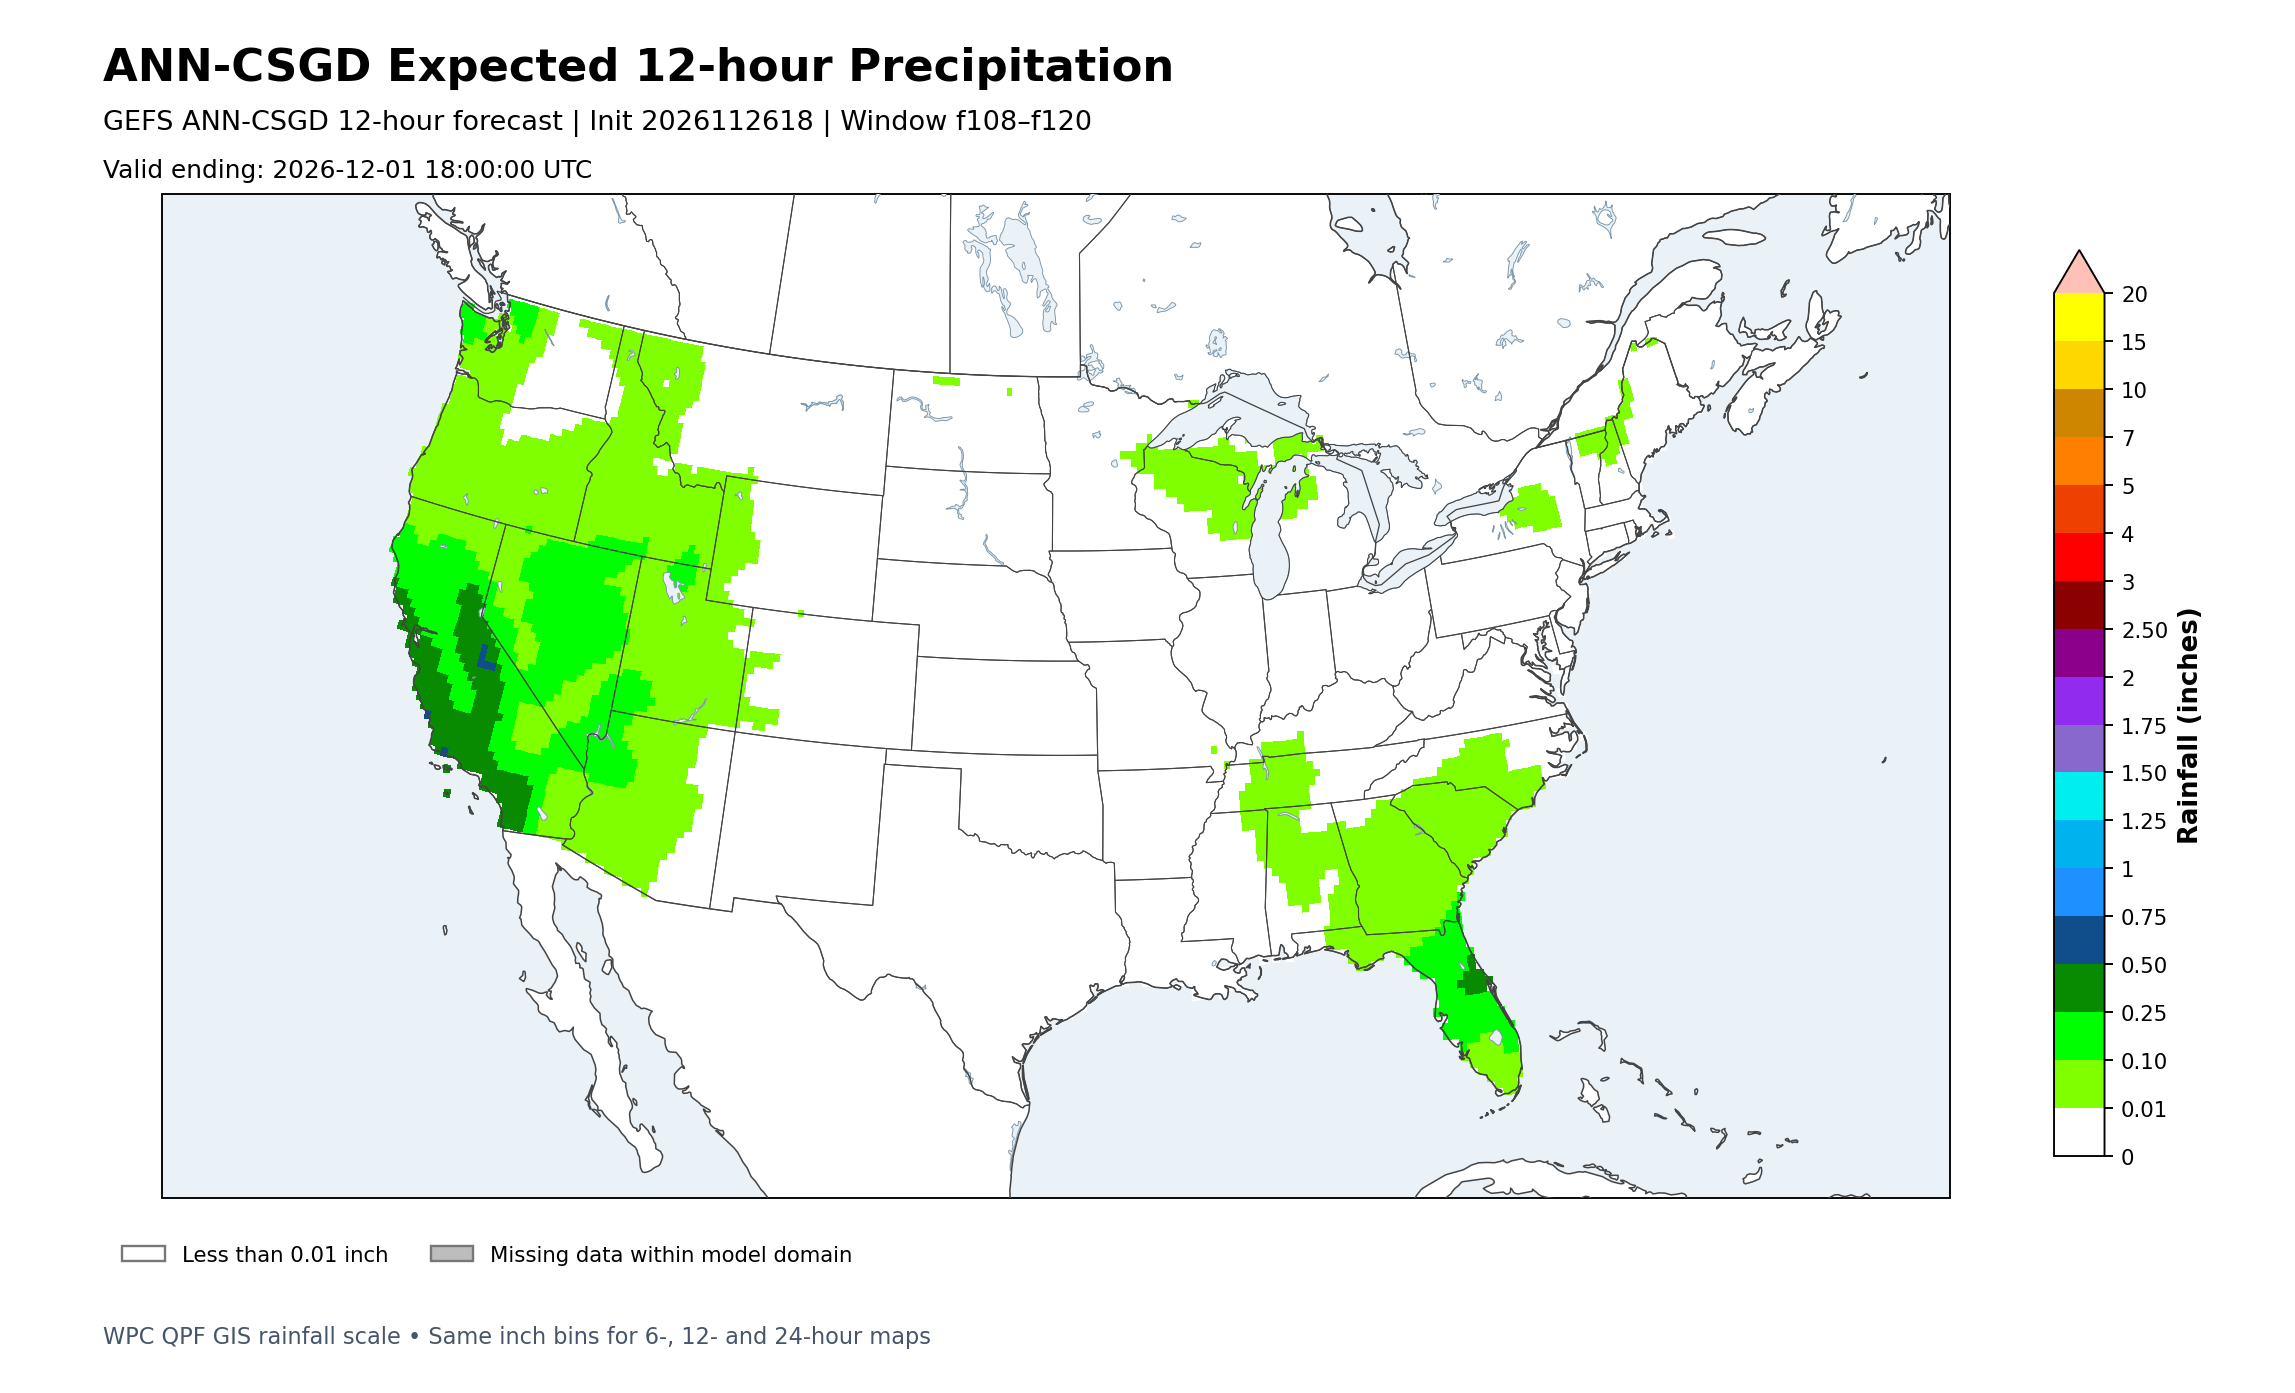 ANN-CSGD Expected 12-hour Precipitation
GEFS ANN-CSGD 12-hour forecast | Init 2026112618 | Window f108–f120
Valid ending: 2026-12-01 18:00:00 UTC
20
15
10
7
5
4
3
2.50
2
1.75
1.50
1.25
1
0.75
0.50
0.25
0.10
0.01
0
Rainfall (inches)
Less than 0.01 inch
Missing data within model domain
WPC QPF GIS rainfall scale • Same inch bins for 6-, 12- and 24-hour maps